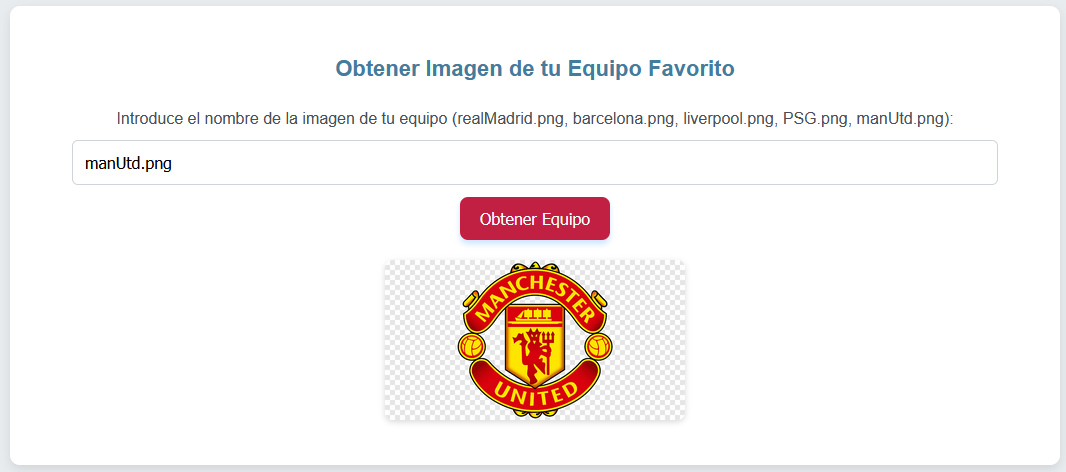 Obtener Imagen de tu Equipo Favorito
Introduce el nombre de la imagen de tu equipo (realMadrid.png, barcelona.png, liverpool.png, PSG.png, manUtd.png):
manUtd.png
Obtener Equipo
MANCHESTER
UNITED